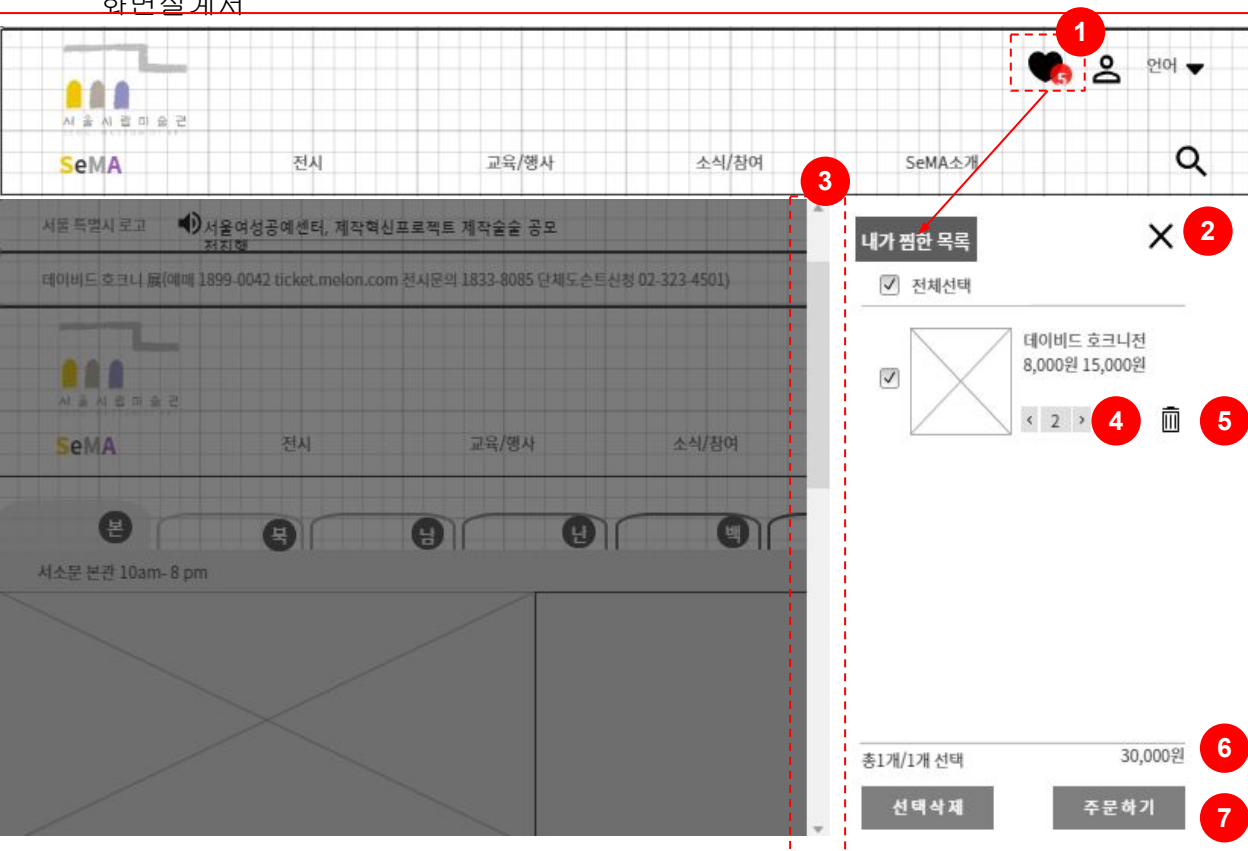 화면설계서
1
5
언어
서울시립미술관
SeMA
전시
교육/행사
소식/참여
SeMA소개
3
서울 특별시 로고
서울여성공예센터, 제작혁신프로젝트 제작술술 공모
전진행
내가 찜한 목록
2
데이비드 호크니 展(예매 1899-0042 ticket.melon.com 전시문의 1833-8085 단체도슨트신청 02-323-4501)
전체선택
데이비드 호크니전
8,000원 15,000원
< 2 >
4
5
서울시립미술관
SeMA
전시
교육/행사
소식/참여
본
북
남
난
백
서소문 본관 10am- 8 pm
총1개/1개 선택
30,000원
6
선택삭제
주문하기
7